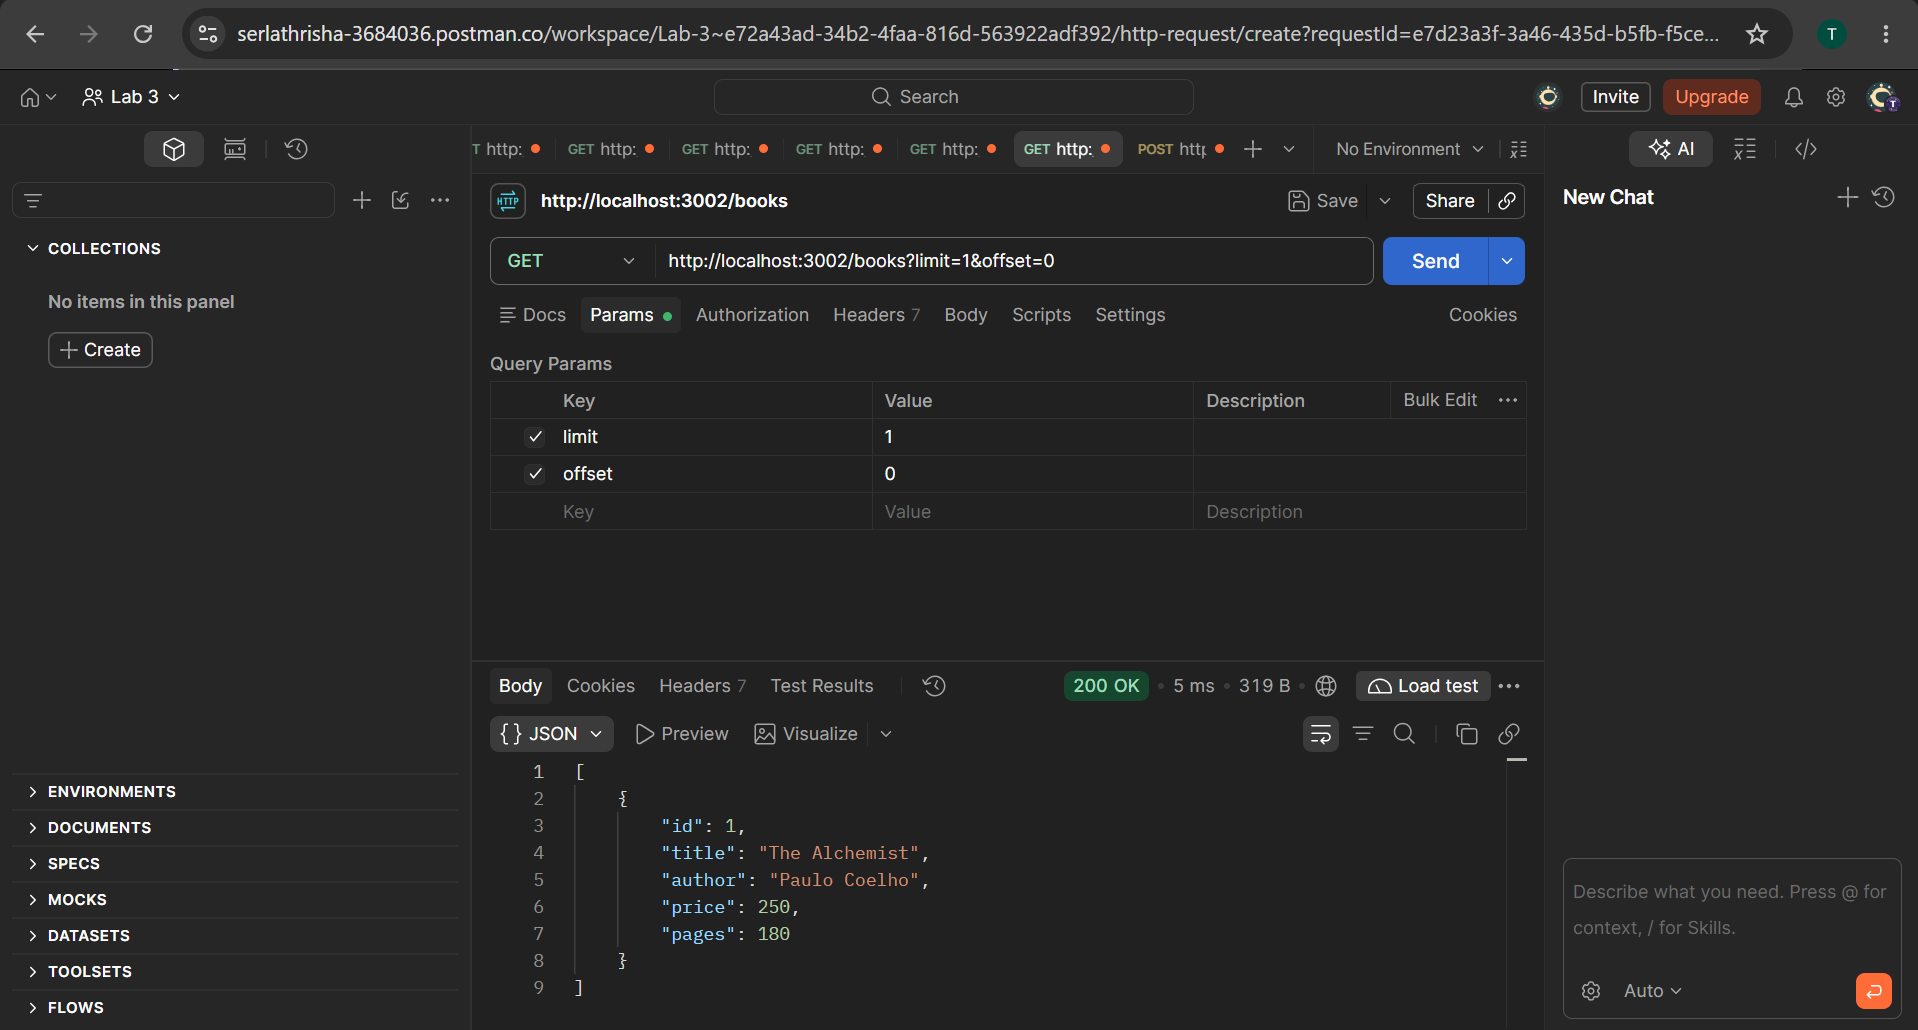 serlathrisha-3684036.postman.co/workspace/Lab-3~e72a43ad-34b2-4faa-816d-563922adf392/http-request/create?requestId=e7d23a3f-3a46-435d-b5fb-f5ce...
T
Lab 3
Search
Invite
Upgrade
T
T http:
GET http:
GET http:
GET http:
GET http:
GET http:
POST http
No Environment
AI
HTTP
http://localhost:3002/books
Save
Share
New Chat
COLLECTIONS
GET
http://localhost:3002/books?limit=1&offset=0
Send
No items in this panel
Docs
Params
Authorization
Headers 7
Body
Scripts
Settings
Cookies
Create
Query Params
Key
Value
Description
Bulk Edit
limit
1
offset
0
Key
Value
Description
Body
Cookies
Headers 7
Test Results
200 OK
5 ms
319 B
Load test
{} JSON
Preview
Visualize
1 [
2 {
3 "id": 1,
4 "title": "The Alchemist",
5 "author": "Paulo Coelho",
6 "price": 250,
7 "pages": 180
8 }
9 ]
ENVIRONMENTS
DOCUMENTS
SPECS
MOCKS
DATASETS
TOOLSETS
FLOWS
Describe what you need. Press @ for
context, / for Skills.
Auto